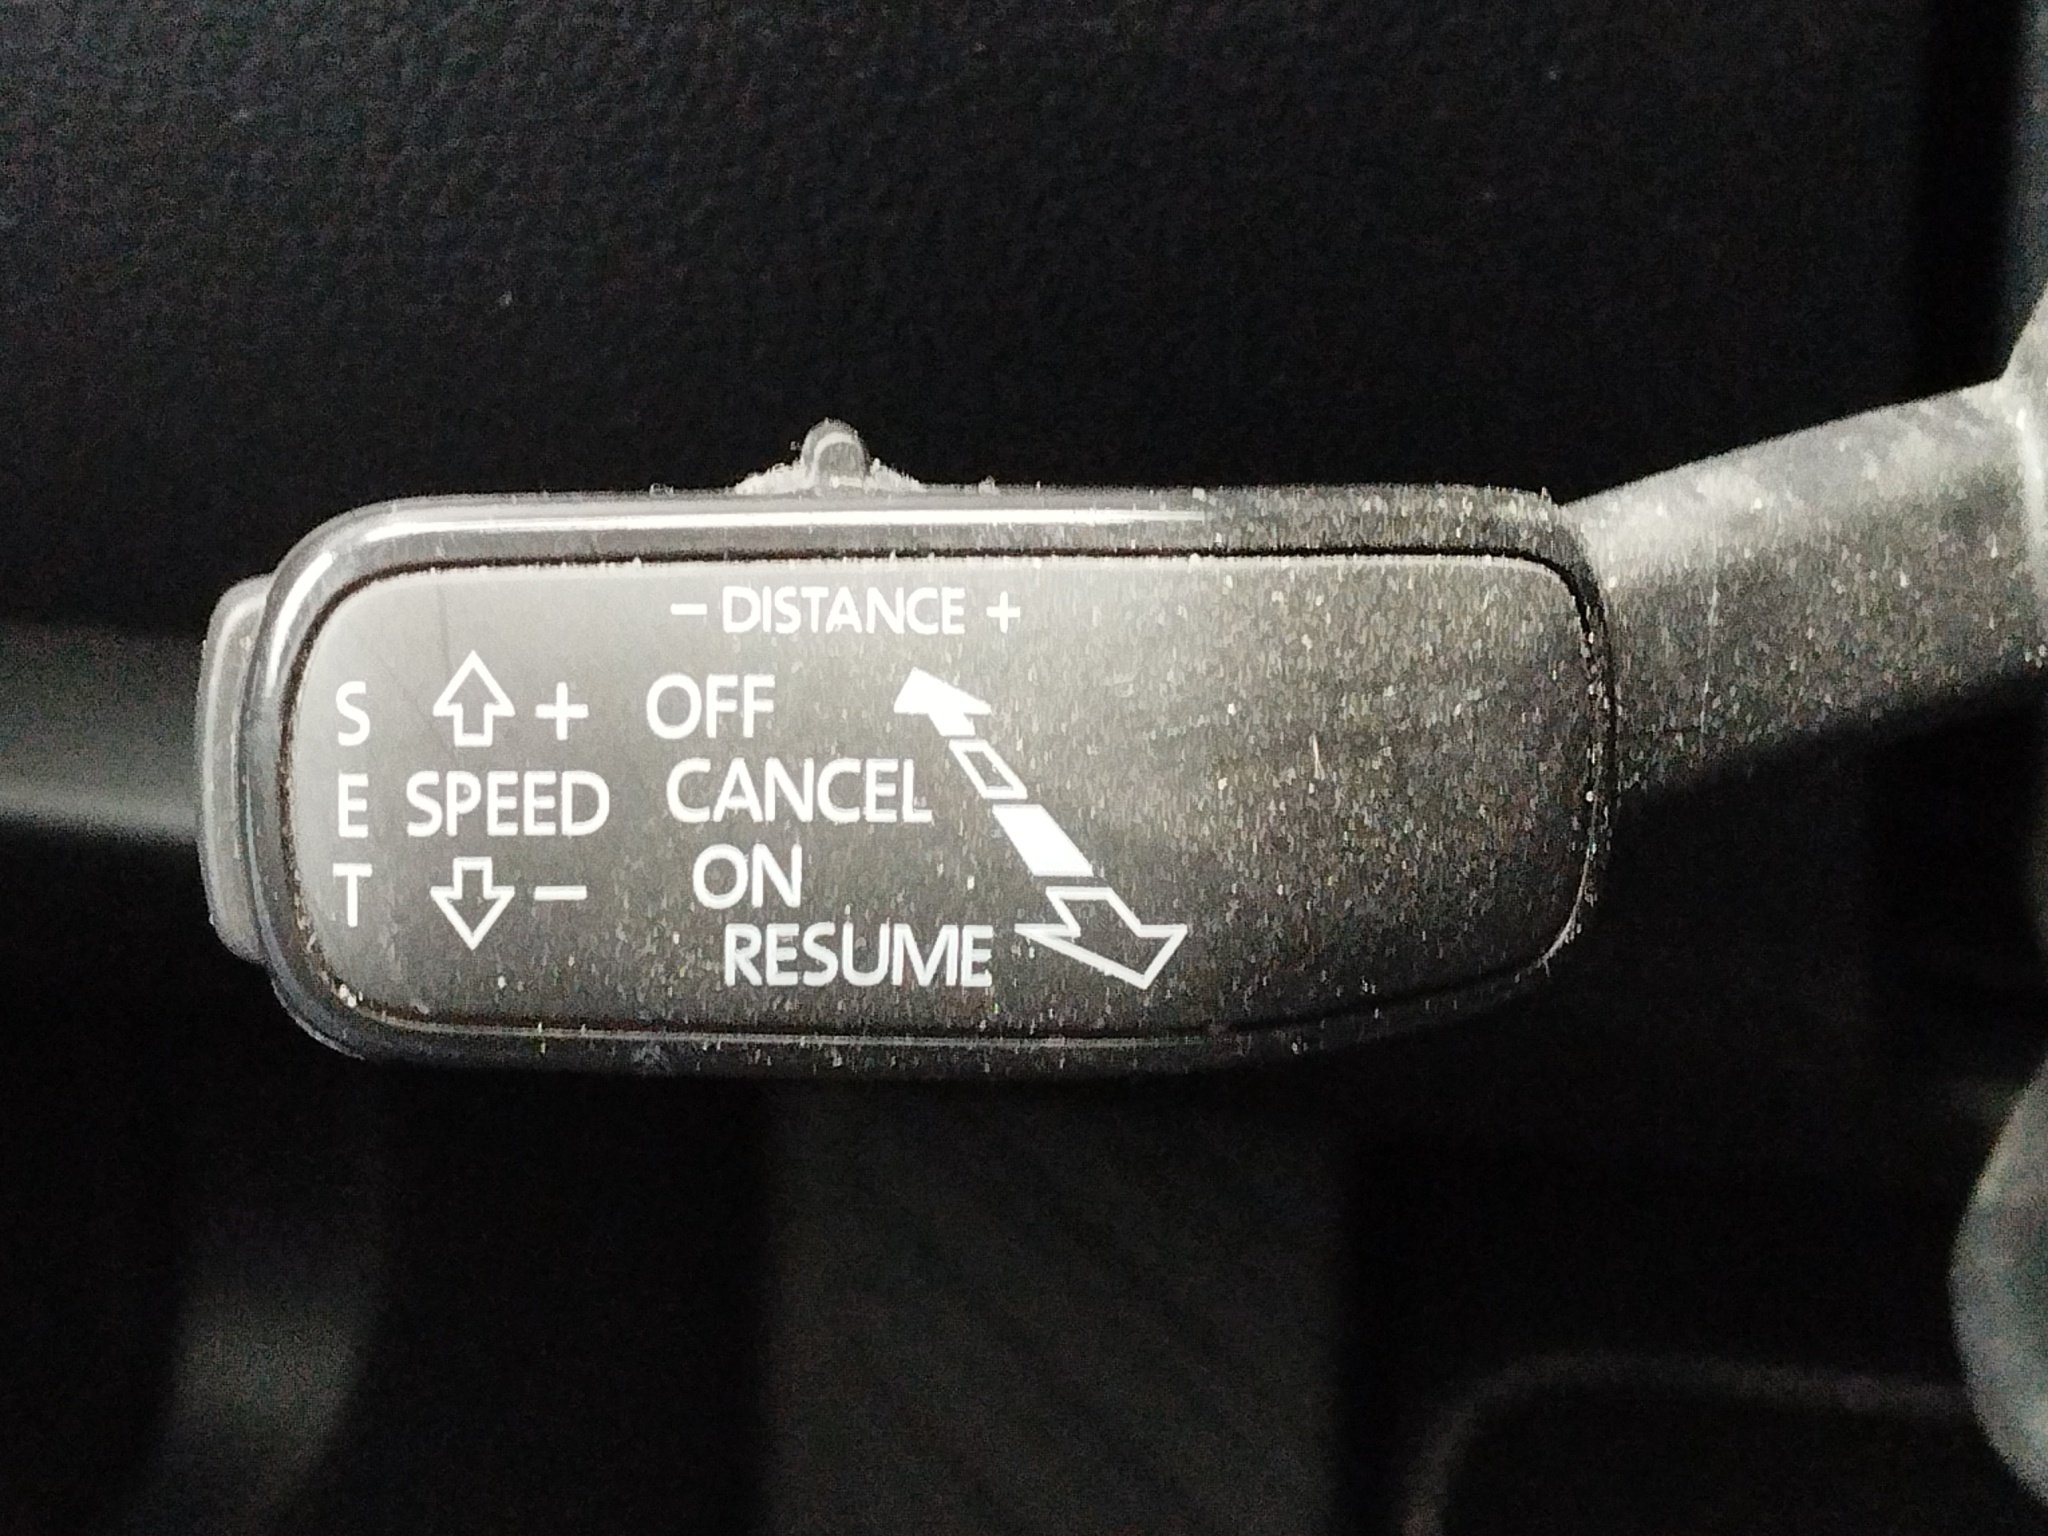 − DISTANCE +
S + OFF
E SPEED CANCEL
T − ON
RESUME